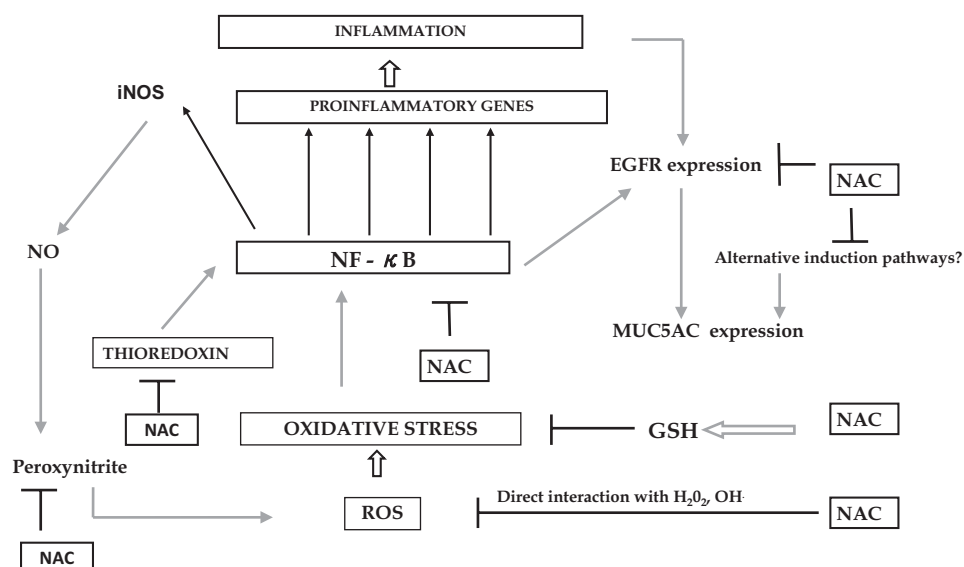 INFLAMMATION
iNOS
PROINFLAMMATORY GENES
EGFR expression
NAC
NO
NF - κ B
Alternative induction pathways?
MUC5AC expression
THIOREDOXIN
NAC
NAC
OXIDATIVE STRESS
GSH
NAC
Peroxynitrite
ROS
Direct interaction with H₂0₂, OH·
NAC
NAC